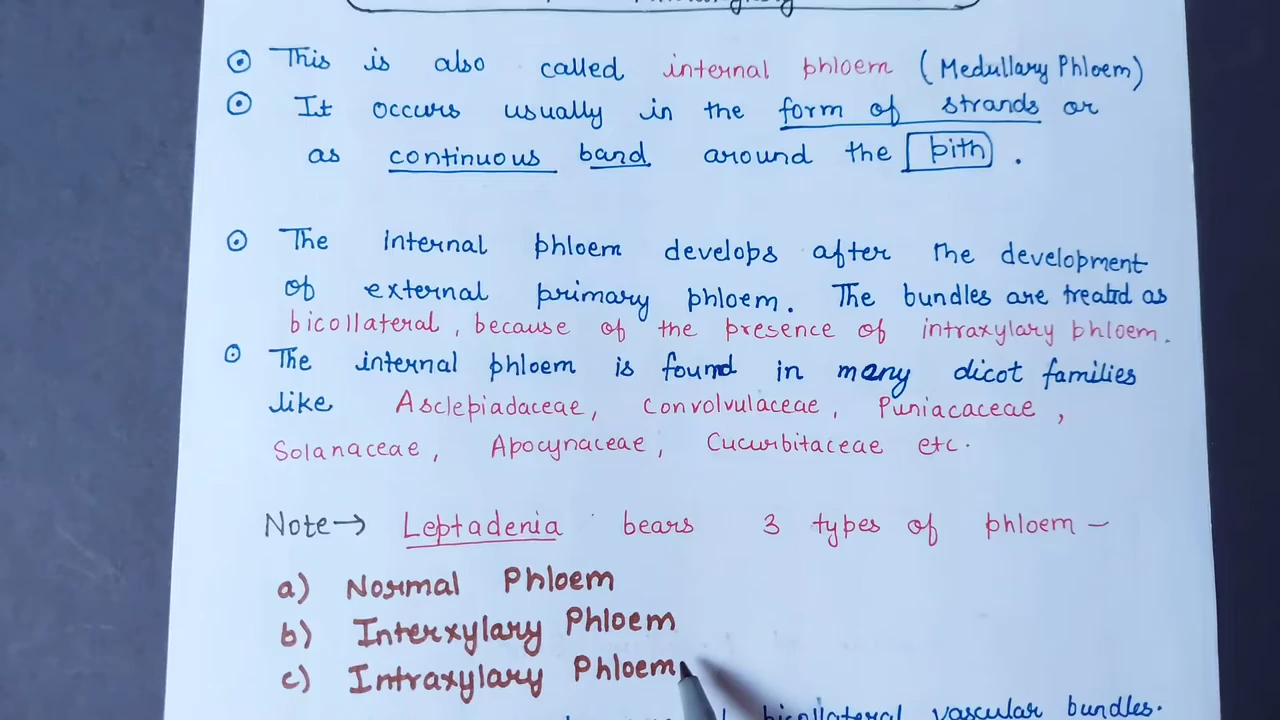 ⊙ This is also called internal phloem (Medullary Phloem)
⊙ It occurs usually in the form of strands or
as continuous band around the pith .
⊙ The internal phloem develops after the development
of external primary phloem. The bundles are treated as
bicollateral, because of the presence of intraxylary phloem.
⊙ The internal phloem is found in many dicot families
like Asclepiadaceae, Convolvulaceae, Puniacaceae,
Solanaceae, Apocynaceae, Cucurbitaceae etc.
Note→ Leptadenia bears 3 types of phloem –
a) Normal Phloem
b) Interxylary Phloem
c) Intraxylary Phloem
bicollateral vascular bundles.